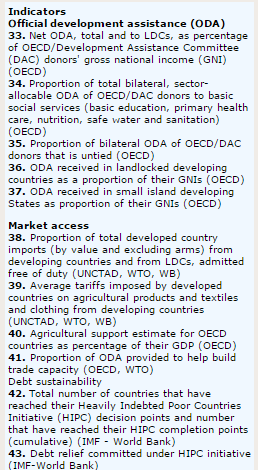 Indicators
Official development assistance (ODA)
33. Net ODA, total and to LDCs, as percentage
of OECD/Development Assistance Committee
(DAC) donors' gross national income (GNI)
(OECD)
34. Proportion of total bilateral, sector-
allocable ODA of OECD/DAC donors to basic
social services (basic education, primary health
care, nutrition, safe water and sanitation)
(OECD)
35. Proportion of bilateral ODA of OECD/DAC
donors that is untied (OECD)
36. ODA received in landlocked developing
countries as a proportion of their GNIs (OECD)
37. ODA received in small island developing
States as proportion of their GNIs (OECD)
Market access
38. Proportion of total developed country
imports (by value and excluding arms) from
developing countries and from LDCs, admitted
free of duty (UNCTAD, WTO, WB)
39. Average tariffs imposed by developed
countries on agricultural products and textiles
and clothing from developing countries
(UNCTAD, WTO, WB)
40. Agricultural support estimate for OECD
countries as percentage of their GDP (OECD)
41. Proportion of ODA provided to help build
trade capacity (OECD, WTO)
Debt sustainability
42. Total number of countries that have
reached their Heavily Indebted Poor Countries
Initiative (HIPC) decision points and number
that have reached their HIPC completion points
(cumulative) (IMF - World Bank)
43. Debt relief committed under HIPC initiative
(IMF-World Bank)